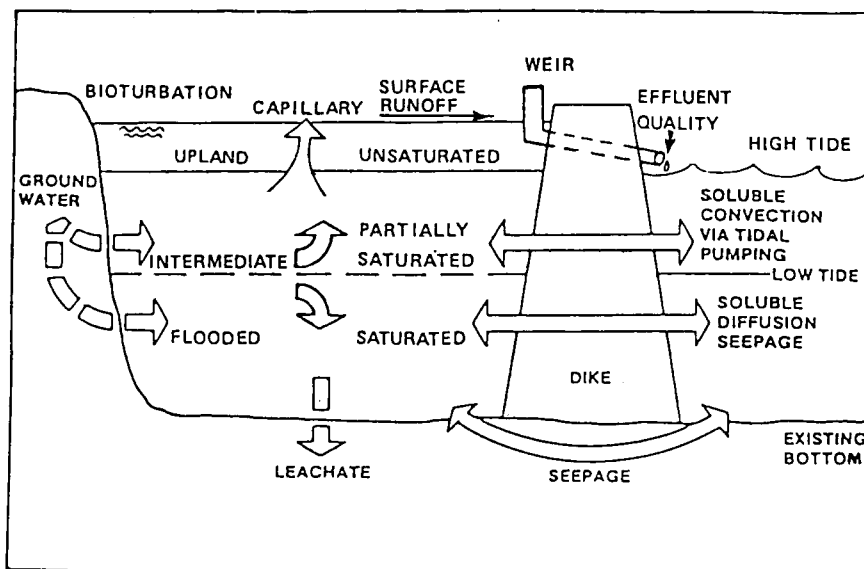 WEIR
BIOTURBATION
SURFACE
RUNOFF
CAPILLARY
EFFLUENT
QUALITY
HIGH TIDE
UPLAND
UNSATURATED
GROUND
WATER
SOLUBLE
CONVECTION
VIA TIDAL
PUMPING
PARTIALLY
SATURATED
INTERMEDIATE
LOW TIDE
FLOODED
SATURATED
SOLUBLE
DIFFUSION
SEEPAGE
DIKE
LEACHATE
SEEPAGE
EXISTING
BOTTOM